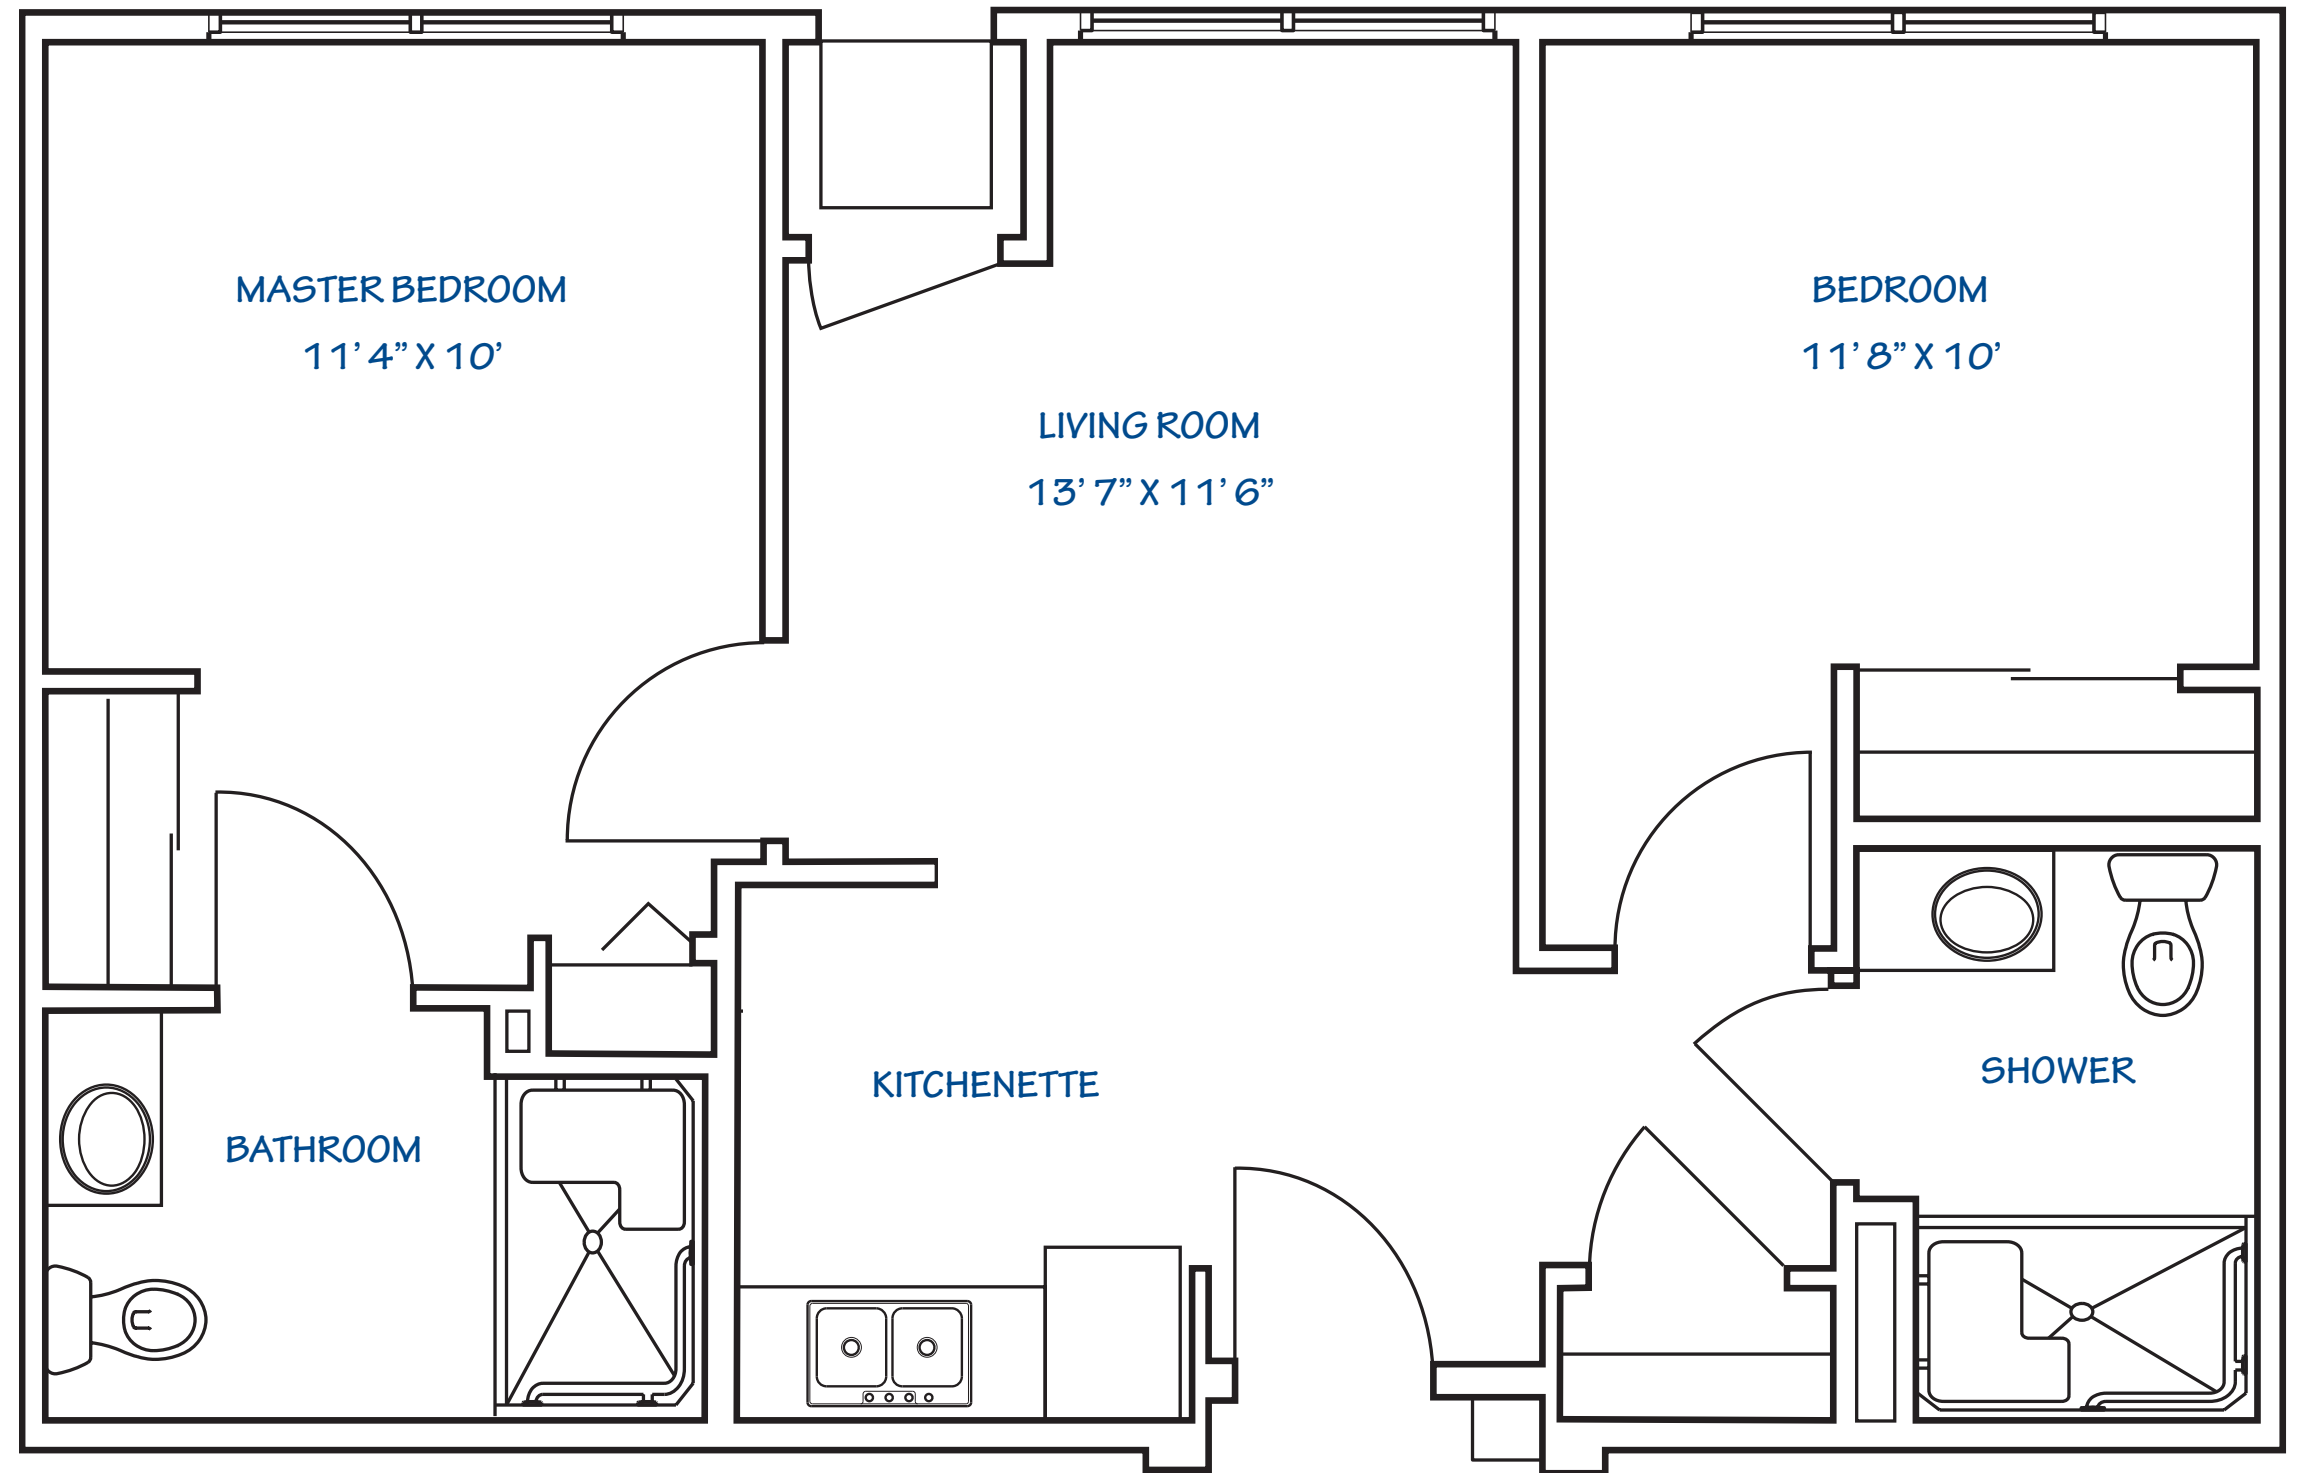 MASTER BEDROOM
11’ 4” X 10’
BEDROOM
11’ 8” X 10’
LIVING ROOM
13’ 7” X 11’ 6”
KITCHENETTE
SHOWER
BATHROOM